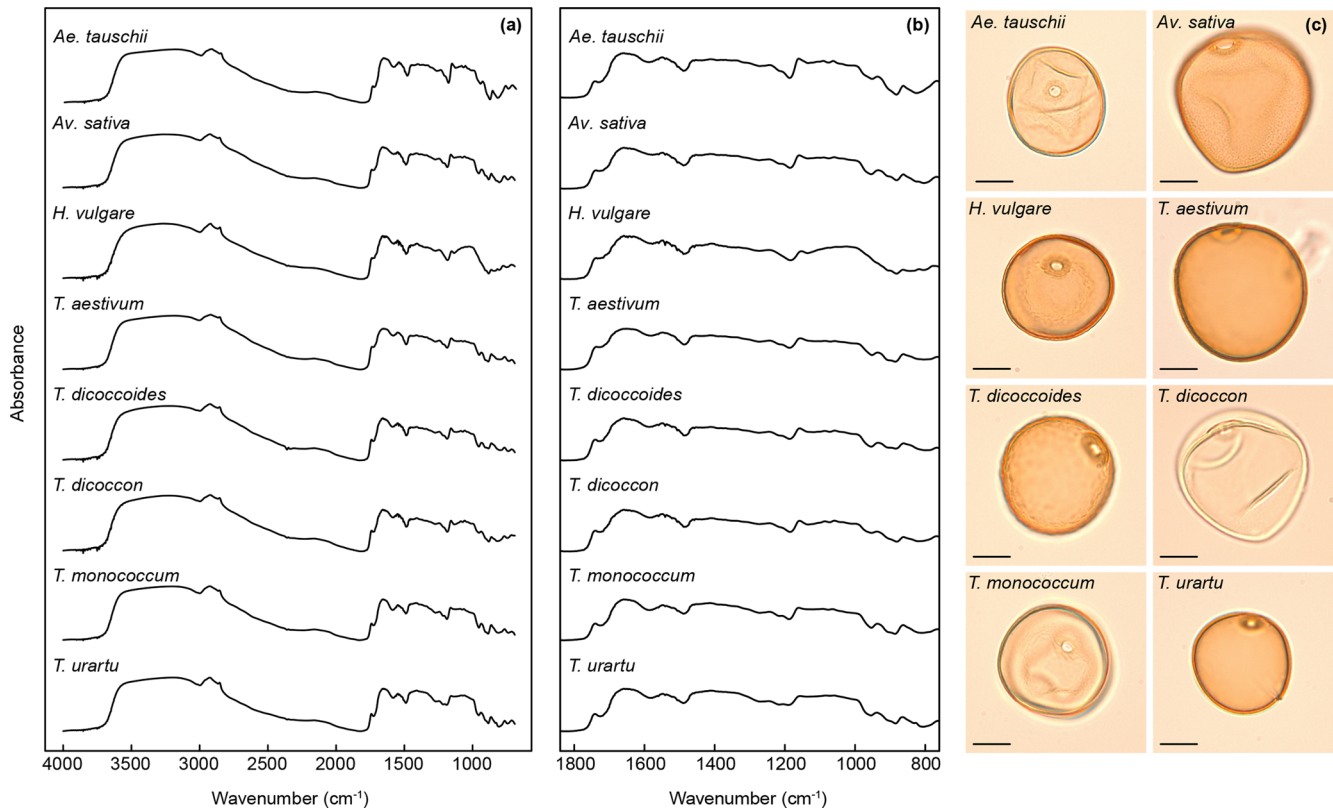 (a)
Ae. tauschii
Av. sativa
H. vulgare
T. aestivum
T. dicoccoides
T. dicoccon
T. monococcum
T. urartu
Absorbance
4000 3500 3000 2500 2000 1500 1000
Wavenumber (cm⁻¹)
(b)
Ae. tauschii
Av. sativa
H. vulgare
T. aestivum
T. dicoccoides
T. dicoccon
T. monococcum
T. urartu
1800 1600 1400 1200 1000 800
Wavenumber (cm⁻¹)
Ae. tauschii
Av. sativa (c)
H. vulgare
T. aestivum
T. dicoccoides
T. dicoccon
T. monococcum
T. urartu